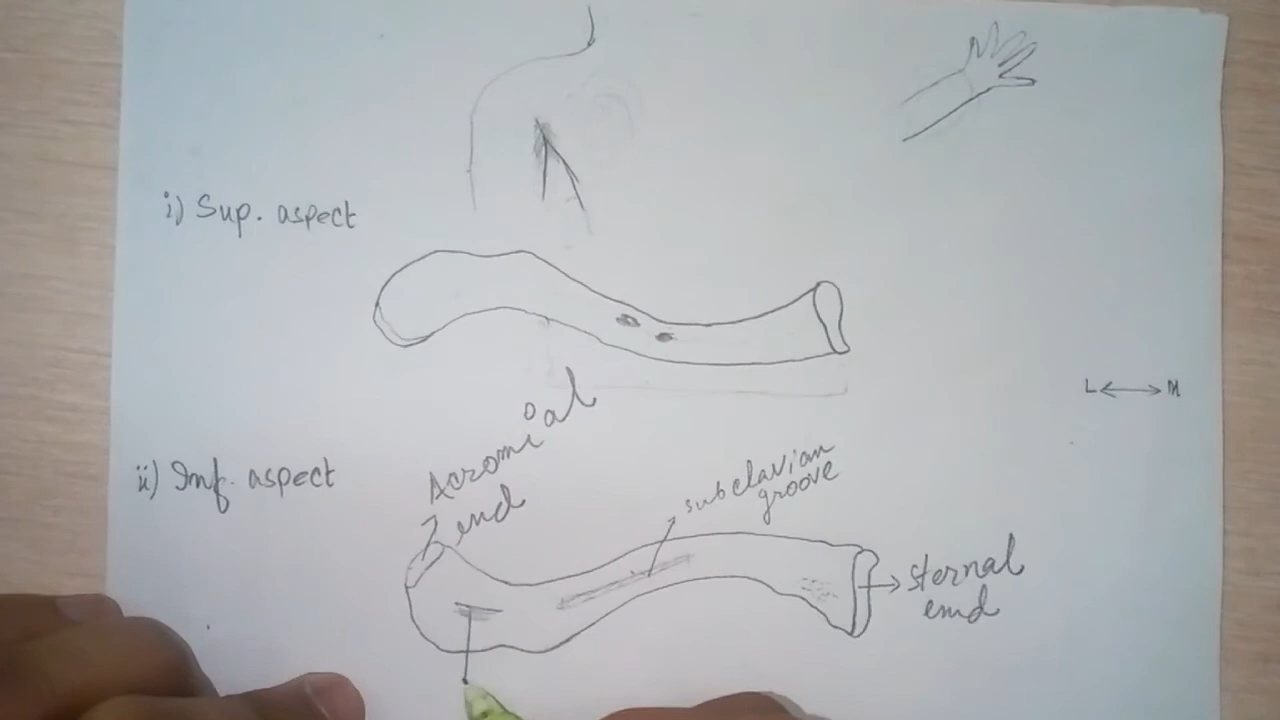 i) Sup. aspect
L ↔ M
Acromial
end
ii) Inf. aspect
subclavian
groove
sternal
end